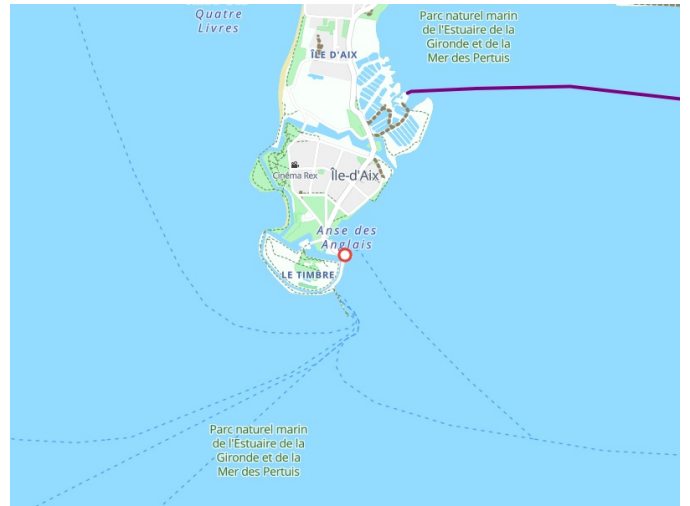 Quatre
Livres
Parc naturel marin
de l'Estuaire de la
Gironde et de la
Mer des Pertuis
ÎLE D'AIX
Cinéma Rex
Île-d'Aix
Anse des
Anglais
LE TIMBRE
Parc naturel marin
de l'Estuaire de la
Gironde et de la
Mer des Pertuis